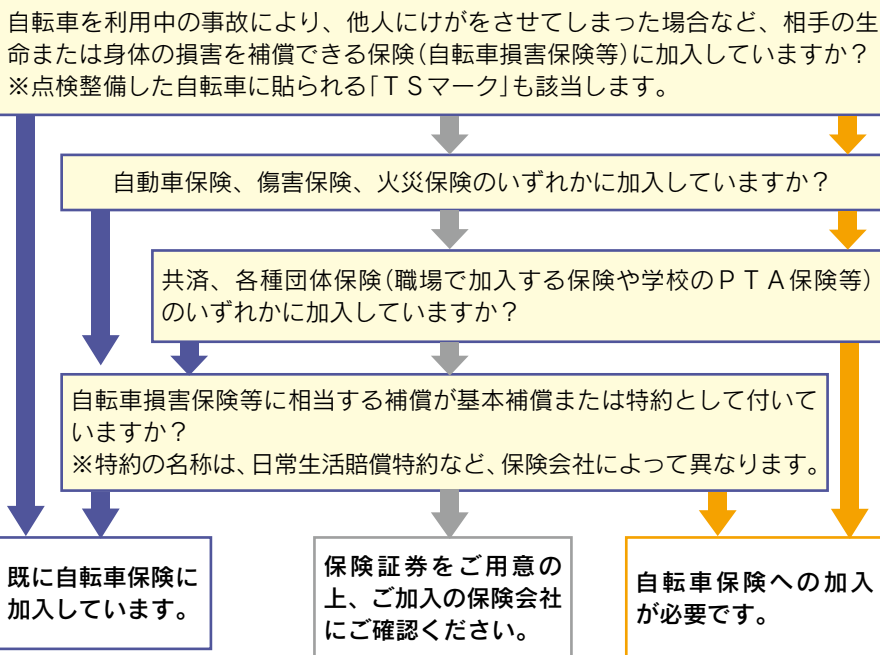 自転車を利用中の事故により、他人にけがをさせてしまった場合など、相手の生
命または身体の損害を補償できる保険(自転車損害保険等)に加入していますか？
※点検整備した自転車に貼られる「ＴＳマーク」も該当します。
自動車保険、傷害保険、火災保険のいずれかに加入していますか？
共済、各種団体保険(職場で加入する保険や学校のＰＴＡ保険等)
のいずれかに加入していますか？
自転車損害保険等に相当する補償が基本補償または特約として付いて
いますか？
※特約の名称は、日常生活賠償特約など、保険会社によって異なります。
既に自転車保険に
加入しています。
保険証券をご用意の
上、ご加入の保険会社
にご確認ください。
自転車保険への加入
が必要です。